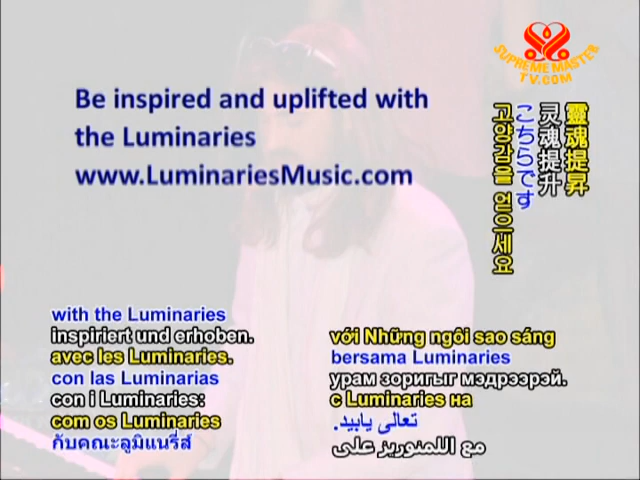 SUPREME MASTER
TV.COM
Be inspired and uplifted with
the Luminaries
www.LuminariesMusic.com
靈魂提昇
灵魂提升
こちらです
고양감을 얻으세요
with the Luminaries
inspiriert und erhoben.
avec les Luminaries.
con las Luminarias
con i Luminaries:
com os Luminaries
กับคณะลูมิแนรี่ส์
với Những ngôi sao sáng
bersama Luminaries
урам зоригыг мэдрээрэй.
с Luminaries на
تعالی یابید.
مع اللمنوريز على